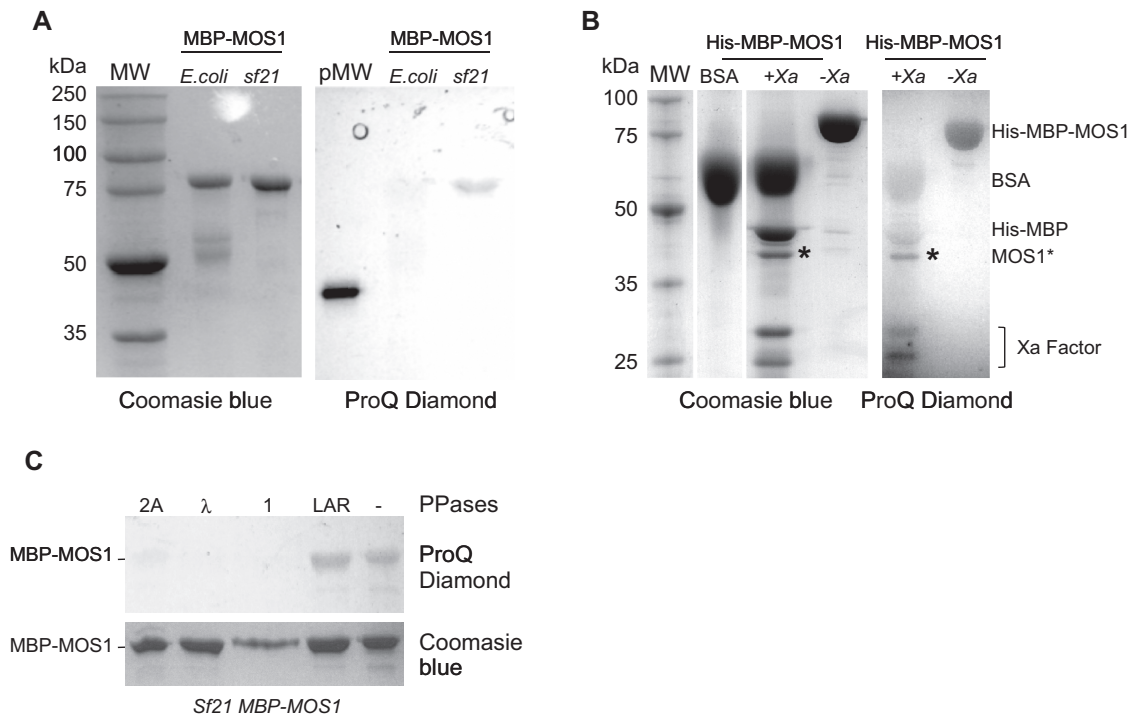 A
MBP-MOS1 MBP-MOS1
kDa MW E.coli sf21 pMW E.coli sf21
250
150
100
75
50
35
Coomasie blue ProQ Diamond
B
His-MBP-MOS1 His-MBP-MOS1
kDa MW BSA +Xa -Xa +Xa -Xa
100
75 His-MBP-MOS1
BSA
50
His-MBP
* * MOS1*
35
Xa Factor
25
Coomasie blue ProQ Diamond
C
2A λ 1 LAR - PPases
MBP-MOS1 ProQ
Diamond
MBP-MOS1 Coomasie
blue
Sf21 MBP-MOS1